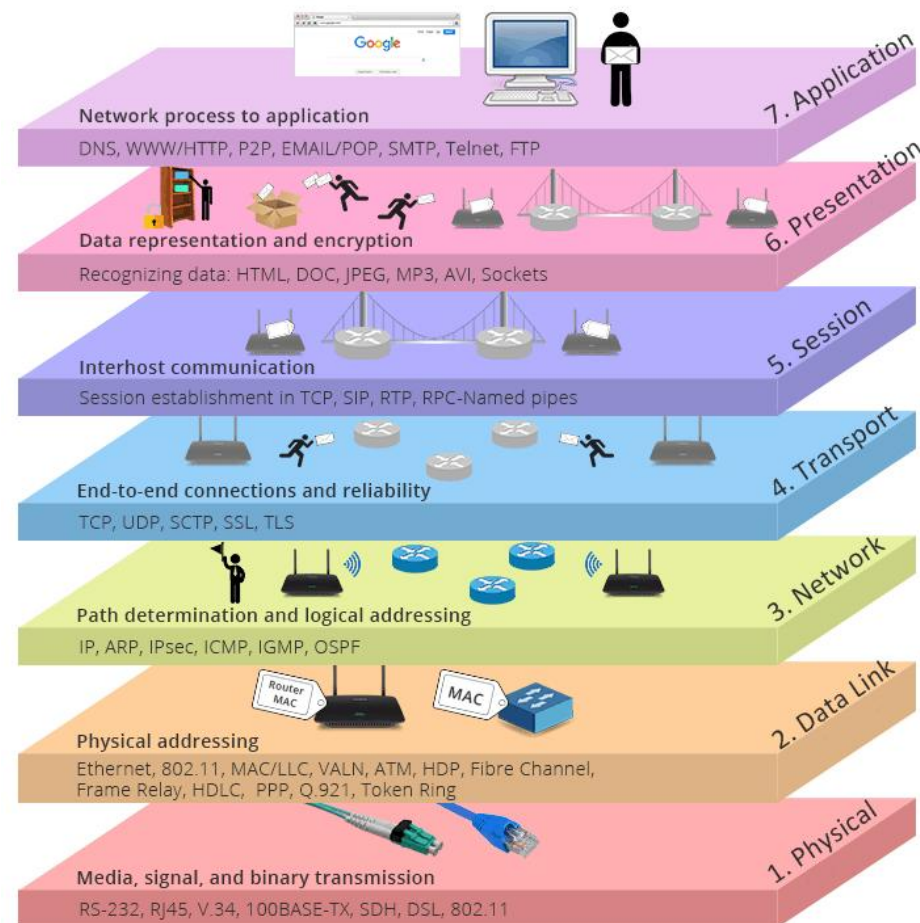 Google
7. Application
Network process to application
DNS, WWW/HTTP, P2P, EMAIL/POP, SMTP, Telnet, FTP
6. Presentation
Data representation and encryption
Recognizing data: HTML, DOC, JPEG, MP3, AVI, Sockets
5. Session
Interhost communication
Session establishment in TCP, SIP, RTP, RPC-Named pipes
4. Transport
End-to-end connections and reliability
TCP, UDP, SCTP, SSL, TLS
3. Network
Path determination and logical addressing
IP, ARP, IPsec, ICMP, IGMP, OSPF
Router
MAC
MAC
2. Data Link
Physical addressing
Ethernet, 802.11, MAC/LLC, VALN, ATM, HDP, Fibre Channel,
Frame Relay, HDLC, PPP, Q.921, Token Ring
1. Physical
Media, signal, and binary transmission
RS-232, RJ45, V.34, 100BASE-TX, SDH, DSL, 802.11